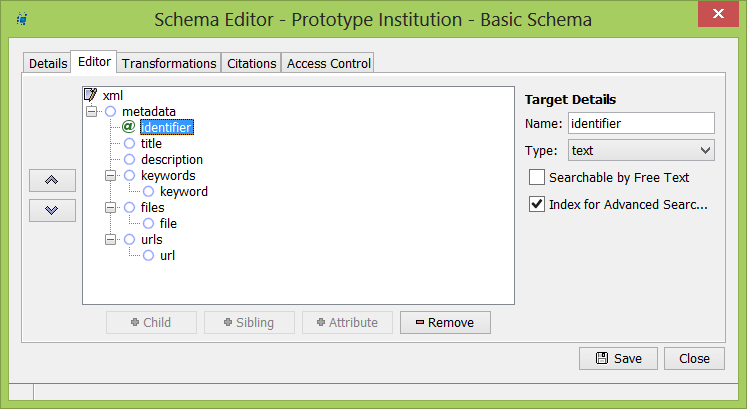 Schema Editor - Prototype Institution - Basic Schema
Details Editor Transformations Citations Access Control
xml
metadata
@ identifier
title
description
keywords
keyword
files
file
urls
url
Target Details
Name: identifier
Type: text
Searchable by Free Text
Index for Advanced Searc...
Child Sibling Attribute Remove
Save Close